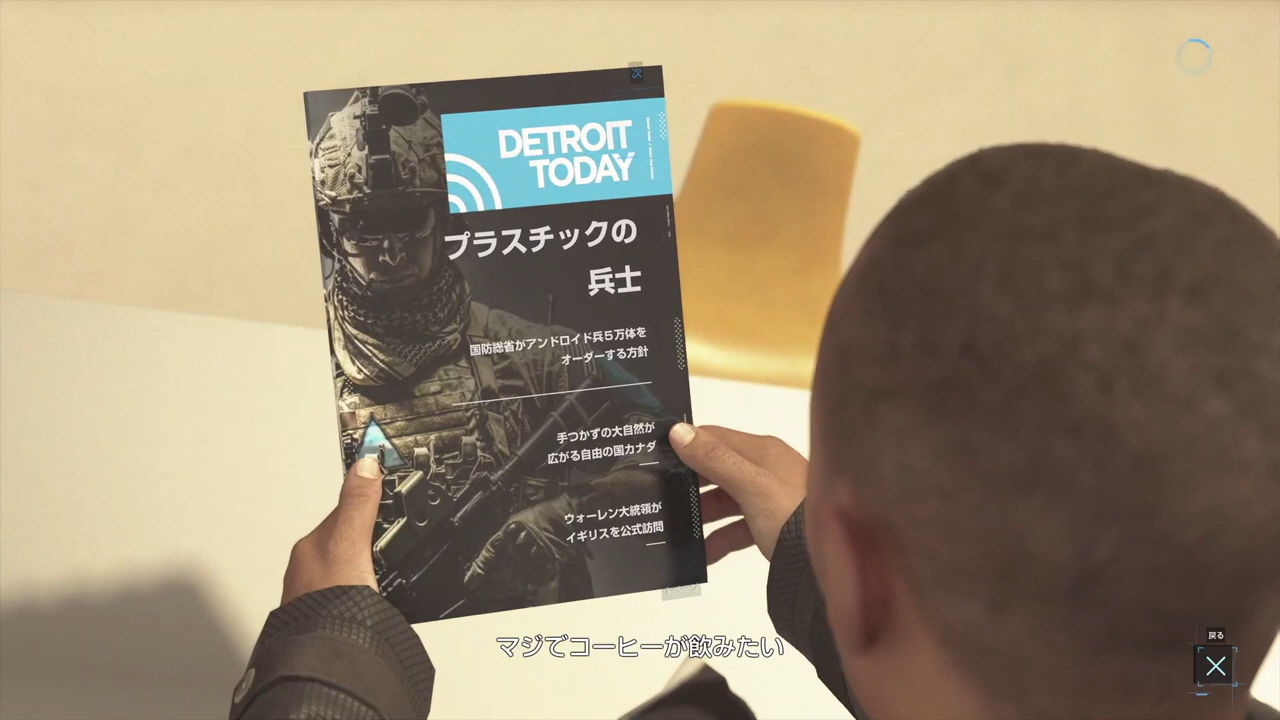 次
DETROIT
TODAY
プラスチックの
兵士
国防総省がアンドロイド兵5万体を
オーダーする方針
手つかずの大自然が
広がる自由の国カナダ
ウォーレン大統領が
イギリスを公式訪問
マジでコーヒーが飲みたい
戻る